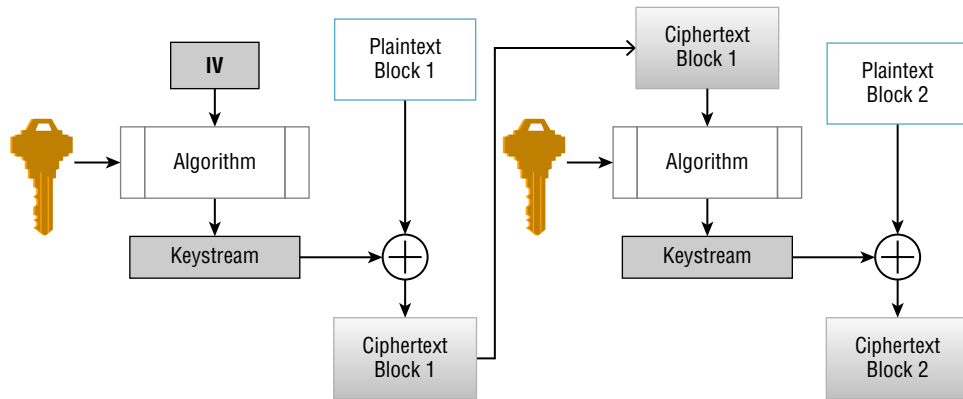 IV
Plaintext
Block 1
Algorithm
Keystream
Ciphertext
Block 1
Ciphertext
Block 1
Plaintext
Block 2
Algorithm
Keystream
Ciphertext
Block 2